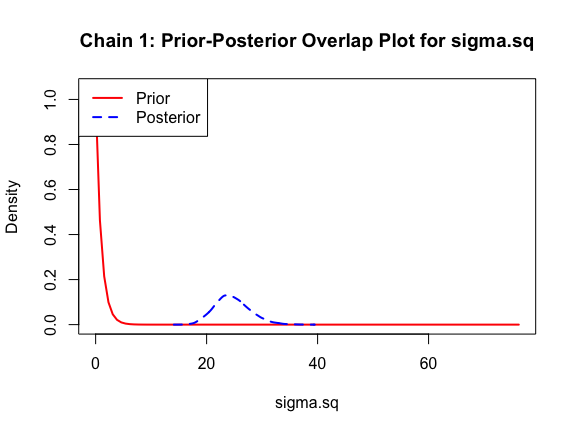 Chain 1: Prior-Posterior Overlap Plot for sigma.sq
Prior
Posterior
Density
0.0 0.2 0.4 0.6 0.8 1.0
0 20 40 60
sigma.sq